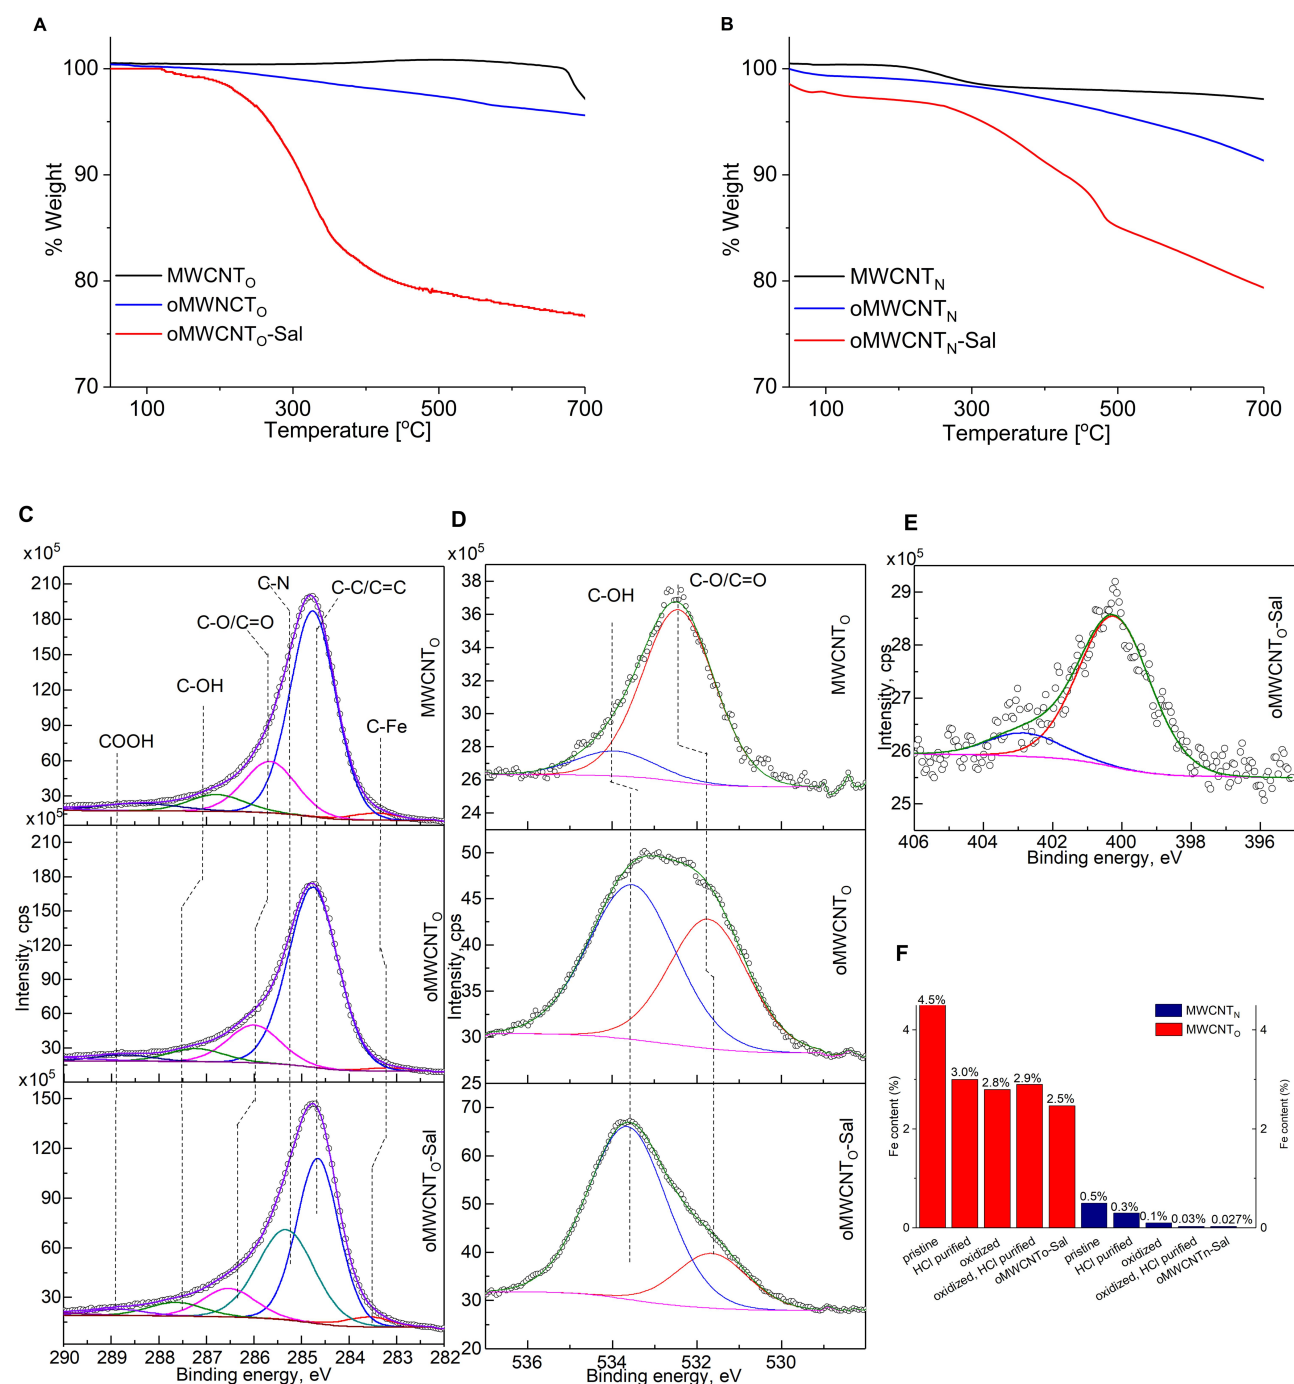 A
100
90
80
70
% Weight
MWCNTO
oMWNCTO
oMWCNTO-Sal
100
300
500
700
Temperature [oC]
B
100
90
80
70
% Weight
MWCNTN
oMWCNTN
oMWCNTN-Sal
100
300
500
700
Temperature [oC]
C
x10^5
210
180
150
120
90
60
30
C-N
C-C/C=C
C-O/C=O
C-OH
COOH
C-Fe
MWCNTO
x10^5
210
170
130
90
50
30
Intensity, cps
oMWCNTO
x10^5
150
120
90
60
30
oMWCNTO-Sal
290
288
287
286
285
284
283
282
Binding energy, eV
D
x10^5
38
36
34
32
30
28
26
24
C-OH
C-O/C=O
MWCNTO
50
45
40
35
30
25
Intensity, cps
oMWCNTO
70
60
50
40
30
20
oMWCNTO-Sal
536
534
532
530
Binding energy, eV
E
x10^5
29
28
27
26
25
Intensity, cps
oMWCNTO-Sal
406
404
402
400
398
396
Binding energy, eV
F
MWCNTN
MWCNTO
4.5%
3.0%
2.8%
2.9%
2.5%
0.5%
0.3%
0.1%
0.03%
0.027%
4
2
0
Fe content (%)
4
2
0
Fe content (%)
pristine
HCl purified
oxidized
oxidized, HCl purified
oMWCNTo-Sal
pristine
HCl purified
oxidized
oxidized, HCl purified
oMWCNTn-Sal